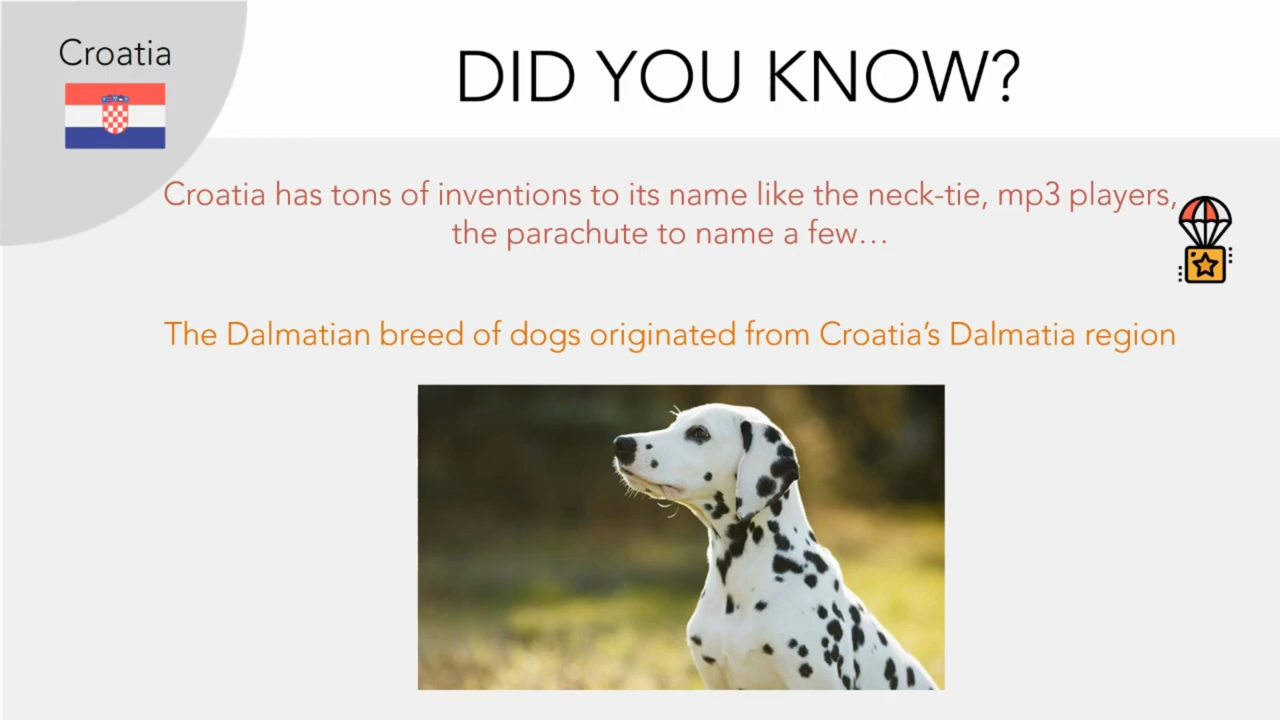 Croatia
DID YOU KNOW?
Croatia has tons of inventions to its name like the neck-tie, mp3 players,
the parachute to name a few…
The Dalmatian breed of dogs originated from Croatia’s Dalmatia region